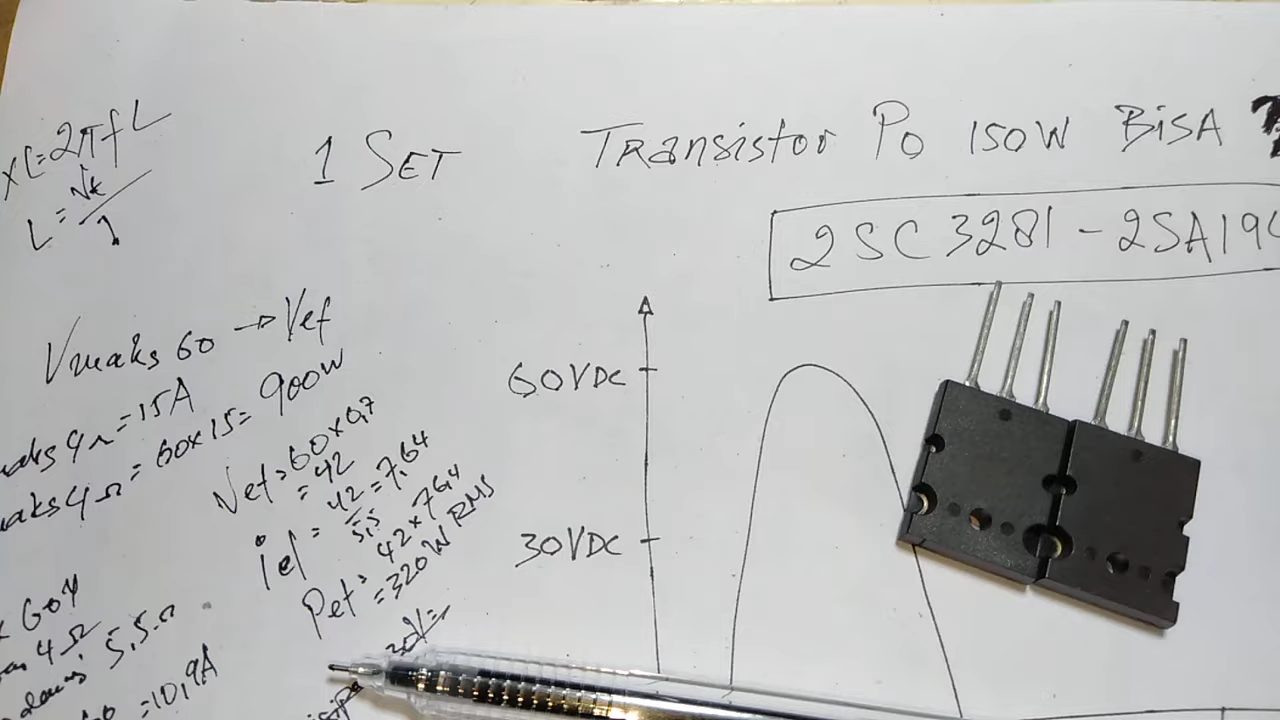 XL=2πfL
L=
1 SET
TRansistor Po 150W BISA ?
2SC3281-2SA19
Vmaks 60 → Vef
4Ω=15A
aks 4Ω= 60×15= 900W
Vef=60×0,7
=42
ief = 42/5,5 =7,64
Pef= 42×7,64
=320W RMS
60V
4Ω
5,5Ω
=10,9A
60VDC
30VDC